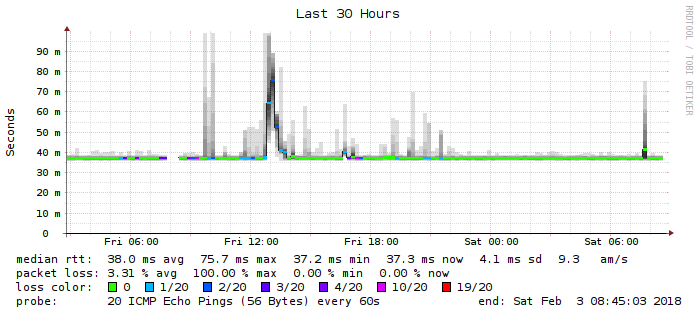 Last 30 Hours
RRDTOOL / TOBI OETIKER
Seconds
90 m
80 m
70 m
60 m
50 m
40 m
30 m
20 m
10 m
0
Fri 06:00 Fri 12:00 Fri 18:00 Sat 00:00 Sat 06:00
median rtt: 38.0 ms avg 75.7 ms max 37.2 ms min 37.3 ms now 4.1 ms sd 9.3 am/s
packet loss: 3.31 % avg 100.00 % max 0.00 % min 0.00 % now
loss color: 0 1/20 2/20 3/20 4/20 10/20 19/20
probe: 20 ICMP Echo Pings (56 Bytes) every 60s end: Sat Feb 3 08:45:03 2018